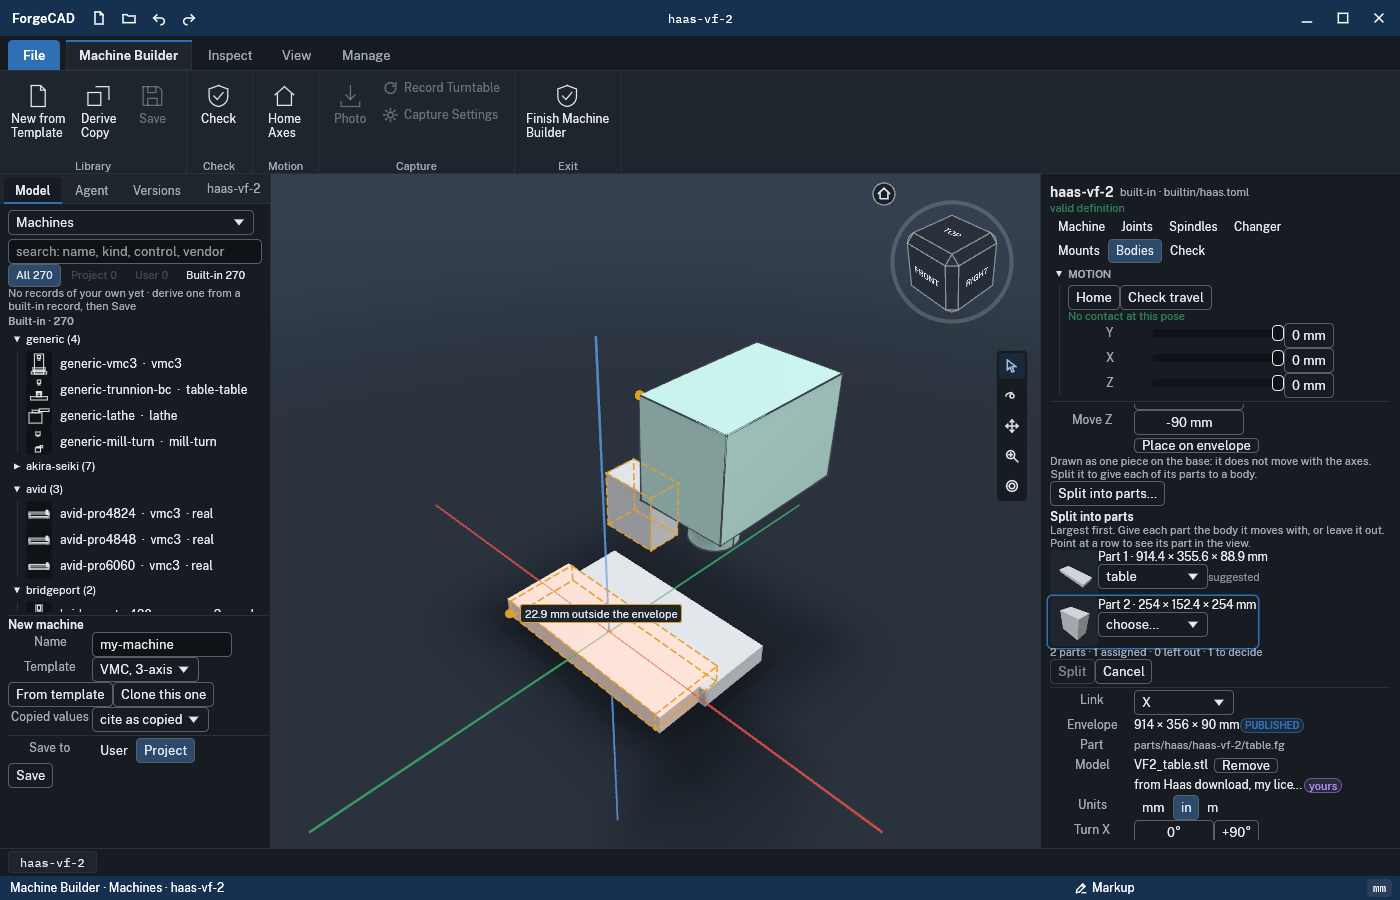 ForgeCAD
haas-vf-2
File
Machine Builder
Inspect
View
Manage
New from Template
Derive Copy
Save
Check
Home Axes
Photo
Record Turntable
Capture Settings
Finish Machine Builder
Library
Check
Motion
Capture
Exit
Model
Agent
Versions
haas-vf-2
Machines
search: name, kind, control, vendor
All 270
Project 0
User 0
Built-in 270
No records of your own yet · derive one from a
built-in record, then Save
Built-in · 270
generic (4)
generic-vmc3 · vmc3
generic-trunnion-bc · table-table
generic-lathe · lathe
generic-mill-turn · mill-turn
akira-seiki (7)
avid (3)
avid-pro4824 · vmc3 · real
avid-pro4848 · vmc3 · real
avid-pro6060 · vmc3 · real
bridgeport (2)
New machine
Name
my-machine
Template
VMC, 3-axis
From template
Clone this one
Copied values
cite as copied
Save to
User
Project
Save
TOP
FRONT
RIGHT
22.9 mm outside the envelope
haas-vf-2 built-in · builtin/haas.toml
valid definition
Machine
Joints
Spindles
Changer
Mounts
Bodies
Check
MOTION
Home
Check travel
No contact at this pose
Y
0 mm
X
0 mm
Z
0 mm
Move Z
-90 mm
Place on envelope
Drawn as one piece on the base: it does not move with the axes.
Split it to give each of its parts to a body.
Split into parts...
Split into parts
Largest first. Give each part the body it moves with, or leave it out.
Point at a row to see its part in the view.
Part 1 · 914.4 × 355.6 × 88.9 mm
table
suggested
Part 2 · 254 × 152.4 × 254 mm
choose...
2 parts · 1 assigned · 0 left out · 1 to decide
Split
Cancel
Link
X
Envelope
914 × 356 × 90 mm
PUBLISHED
Part
parts/haas/haas-vf-2/table.fg
Model
VF2_table.stl
Remove
from Haas download, my lice...
yours
Units
mm
in
m
Turn X
0°
+90°
haas-vf-2
Machine Builder · Machines · haas-vf-2
Markup
mm